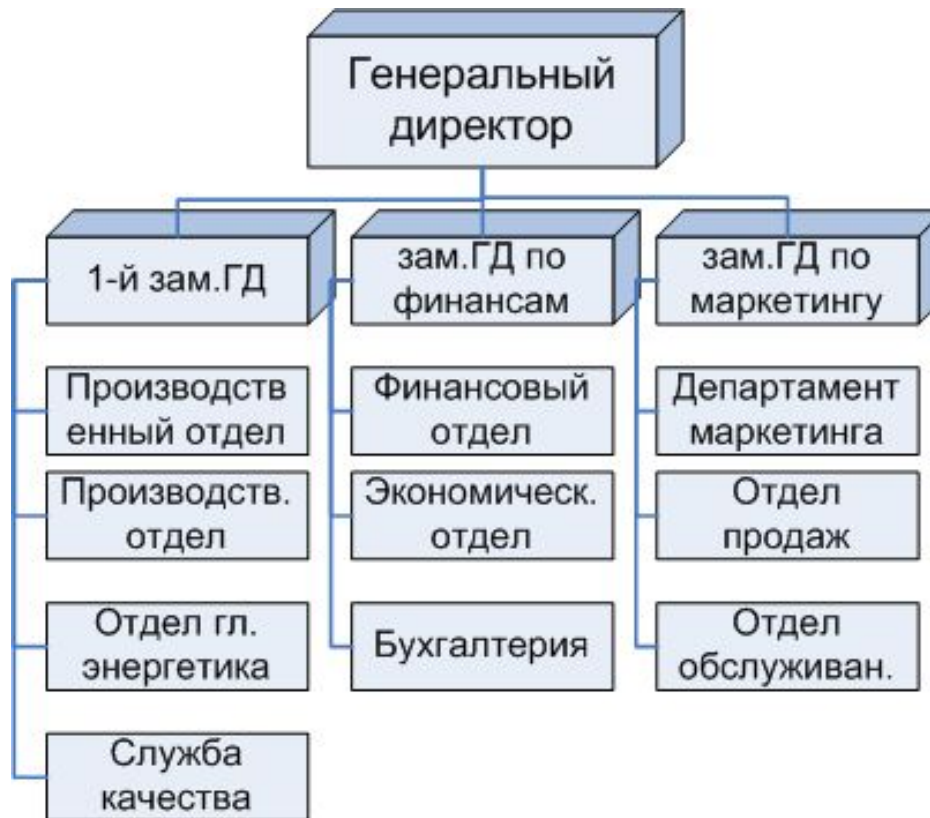 Генеральный
директор
1-й зам.ГД
зам.ГД по
финансам
зам.ГД по
маркетингу
Производств
енный отдел
Финансовый
отдел
Департамент
маркетинга
Производств.
отдел
Экономическ.
отдел
Отдел
продаж
Отдел гл.
энергетика
Бухгалтерия
Отдел
обслуживан.
Служба
качества